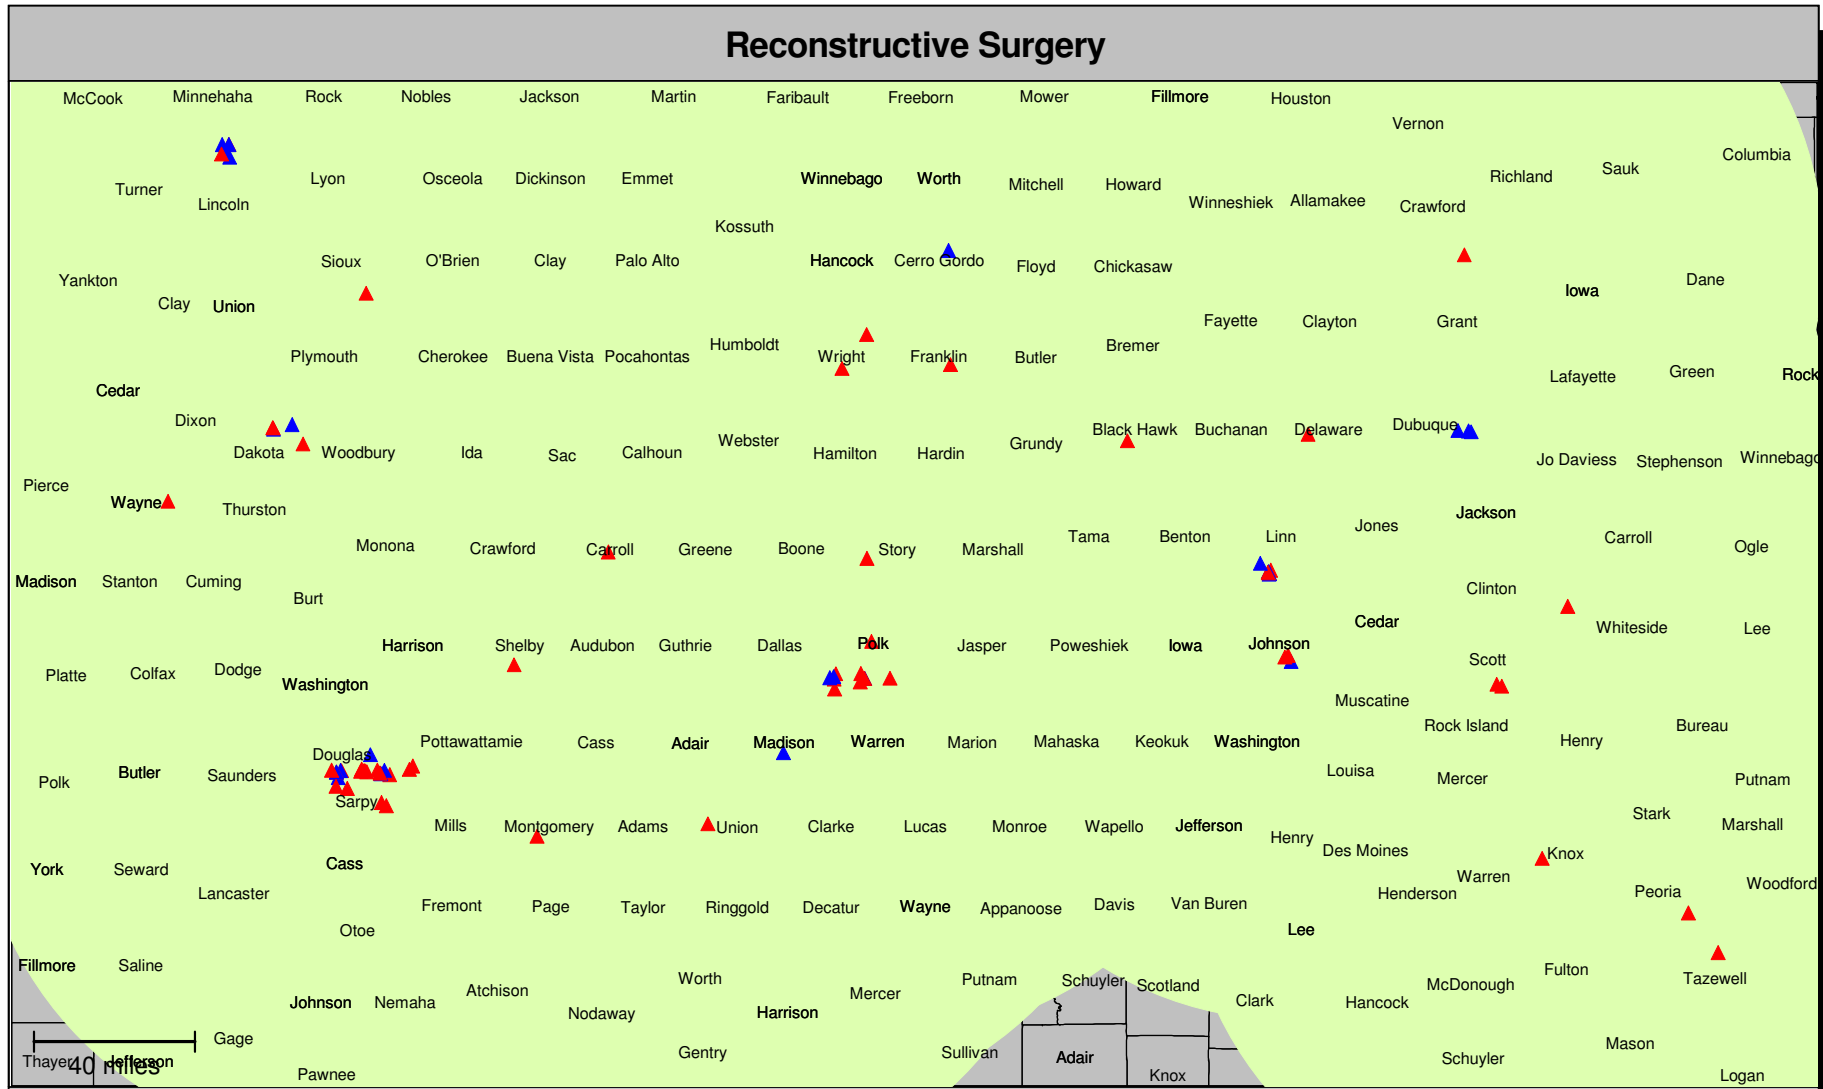 Reconstructive Surgery
McCook Minnehaha Rock Nobles Jackson Martin Faribault Freeborn Mower Fillmore Houston
Vernon
Columbia
Sauk
Richland
Turner Lyon Osceola Dickinson Emmet Winnebago Worth Mitchell Howard
Lincoln Winneshiek Allamakee Crawford
Kossuth
Sioux O'Brien Clay Palo Alto Hancock Cerro Gordo Floyd Chickasaw
Yankton Dane
Clay Union Iowa
Fayette Clayton Grant
Plymouth Cherokee Buena Vista Pocahontas Humboldt Wright Franklin Butler Bremer
Cedar Lafayette Green Rock
Dixon Black Hawk Buchanan Delaware Dubuque
Dakota Woodbury Ida Sac Calhoun Webster Hamilton Hardin Grundy
Jo Daviess Stephenson Winnebago
Pierce
Wayne Thurston Jackson
Monona Crawford Carroll Greene Boone Story Marshall Tama Benton Linn Jones Carroll Ogle
Madison Stanton Cuming Clinton
Burt
Cedar Whiteside Lee
Harrison Shelby Audubon Guthrie Dallas Polk Jasper Poweshiek Iowa Johnson
Platte Colfax Dodge Scott
Washington Muscatine
Rock Island Bureau
Douglas Pottawattamie Cass Adair Madison Warren Marion Mahaska Keokuk Washington Henry
Polk Butler Saunders Louisa Mercer Putnam
Sarpy
Mills Montgomery Adams Union Clarke Lucas Monroe Wapello Jefferson Henry Stark Marshall
Des Moines Knox
York Seward Cass Warren
Lancaster Henderson Peoria Woodford
Fremont Page Taylor Ringgold Decatur Wayne Appanoose Davis Van Buren
Otoe Lee
Fillmore Saline Fulton
Worth Putnam Schuyler Scotland McDonough Tazewell
Johnson Nemaha Atchison Nodaway Harrison Mercer Clark Hancock
Gage Mason
Thayer Jefferson Gentry Sullivan Adair Schuyler
40 miles
Pawnee Knox Logan